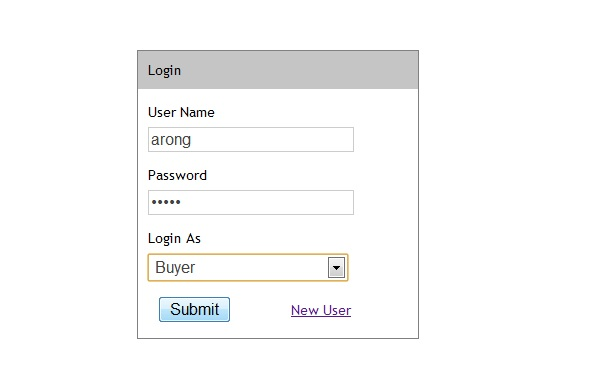 Login
User Name
arong
Password
•••••
Login As
Buyer
Submit New User